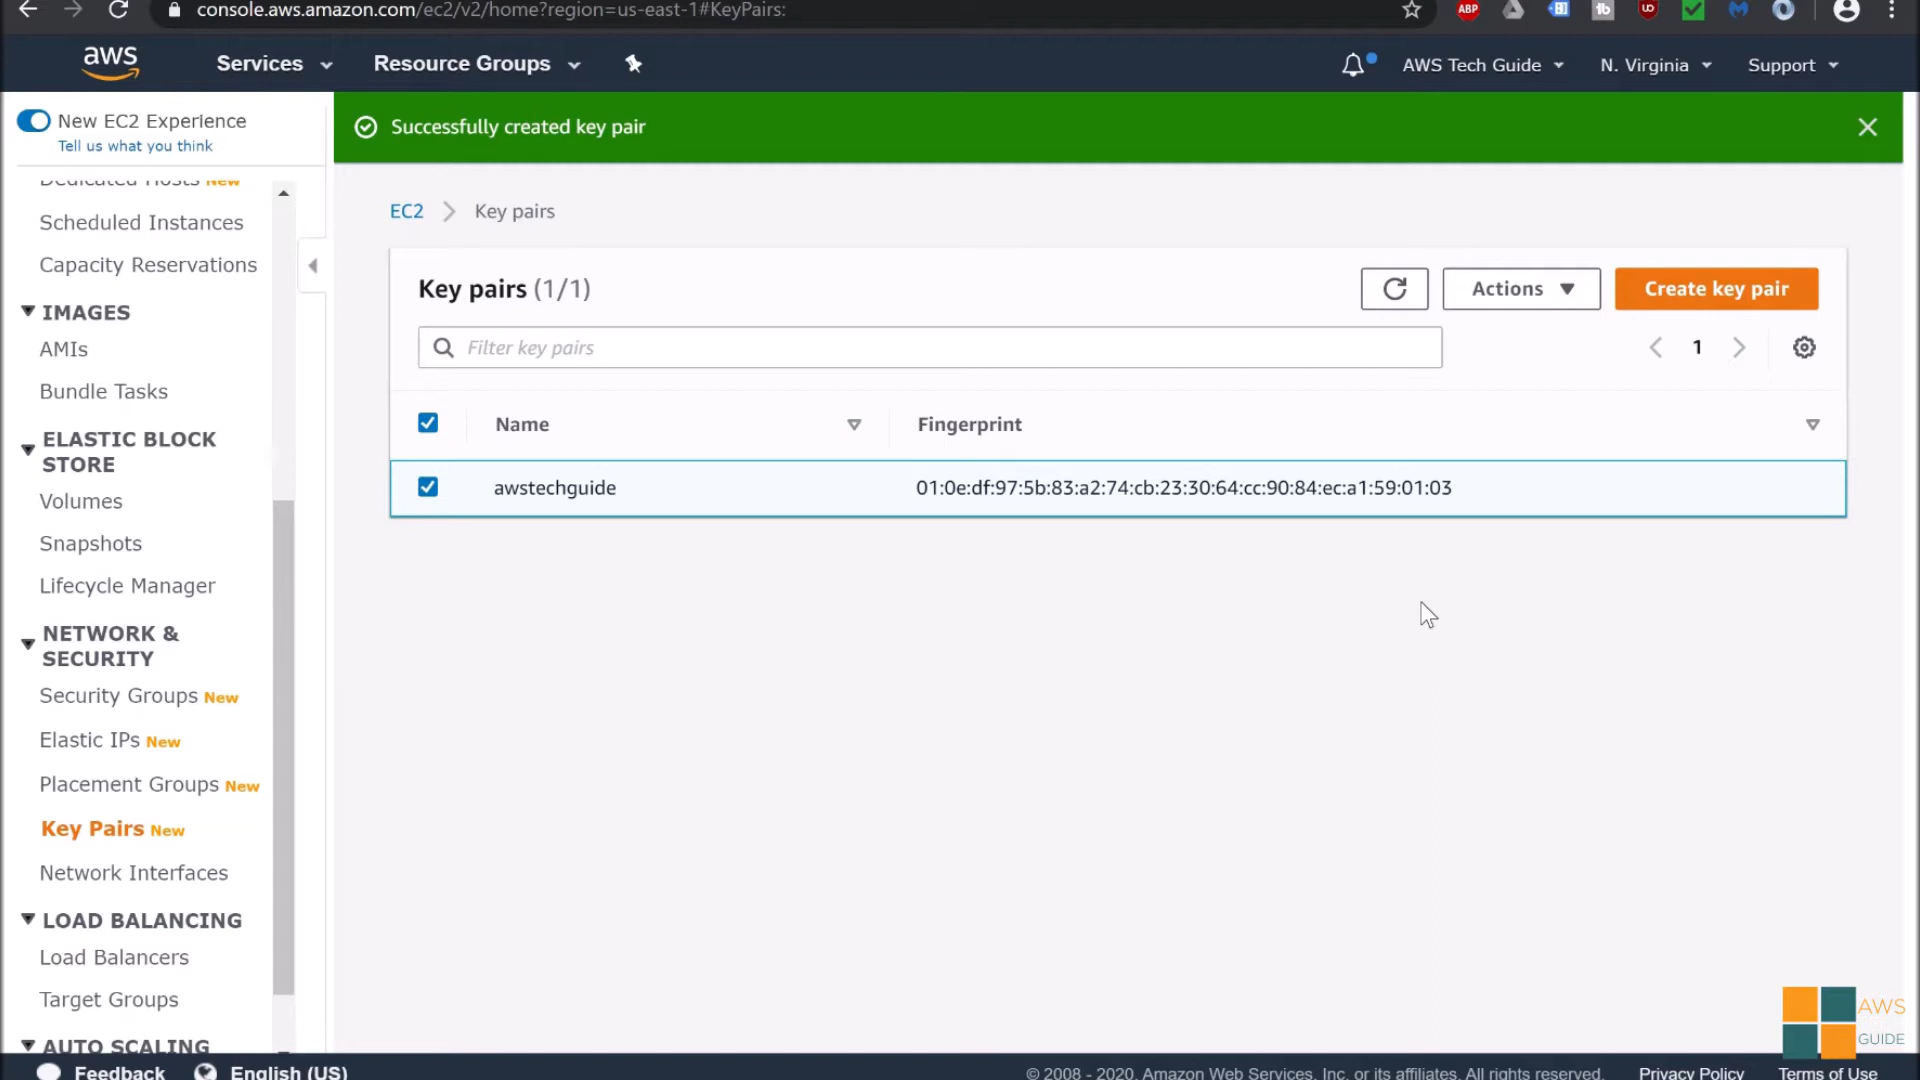 console.aws.amazon.com/ec2/v2/home?region=us-east-1#KeyPairs:
ABP
tb
UD
aws
Services
Resource Groups
AWS Tech Guide
N. Virginia
Support
New EC2 Experience
Tell us what you think
Dedicated Hosts New
Scheduled Instances
Capacity Reservations
IMAGES
AMIs
Bundle Tasks
ELASTIC BLOCK
STORE
Volumes
Snapshots
Lifecycle Manager
NETWORK &
SECURITY
Security Groups New
Elastic IPs New
Placement Groups New
Key Pairs New
Network Interfaces
LOAD BALANCING
Load Balancers
Target Groups
AUTO SCALING
Successfully created key pair
EC2
Key pairs
Key pairs (1/1)
Actions
Create key pair
Filter key pairs
1
Name
Fingerprint
awstechguide
01:0e:df:97:5b:83:a2:74:cb:23:30:64:cc:90:84:ec:a1:59:01:03
AWS
GUIDE
Feedback
English (US)
© 2008 - 2020, Amazon Web Services, Inc. or its affiliates. All rights reserved.
Privacy Policy
Terms of Use